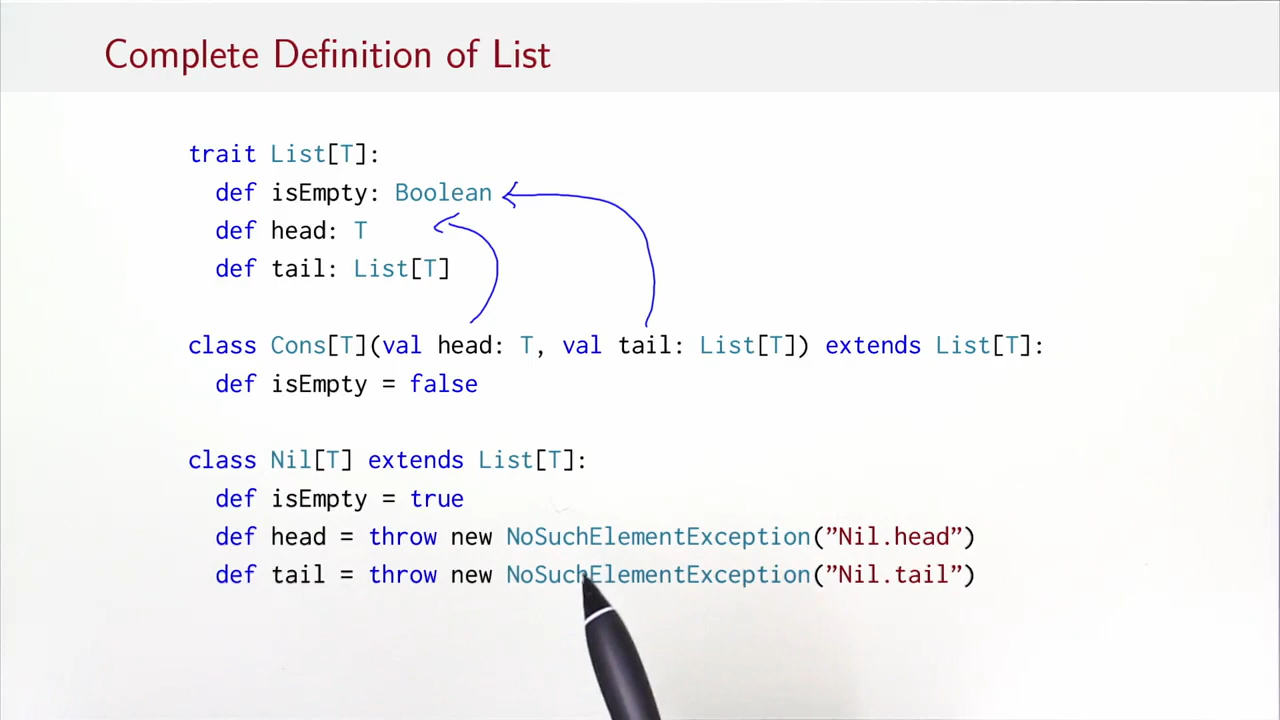 Complete Definition of List
trait List[T]:
def isEmpty: Boolean
def head: T
def tail: List[T]
class Cons[T](val head: T, val tail: List[T]) extends List[T]:
def isEmpty = false
class Nil[T] extends List[T]:
def isEmpty = true
def head = throw new NoSuchElementException(”Nil.head”)
def tail = throw new NoSuchElementException(”Nil.tail”)